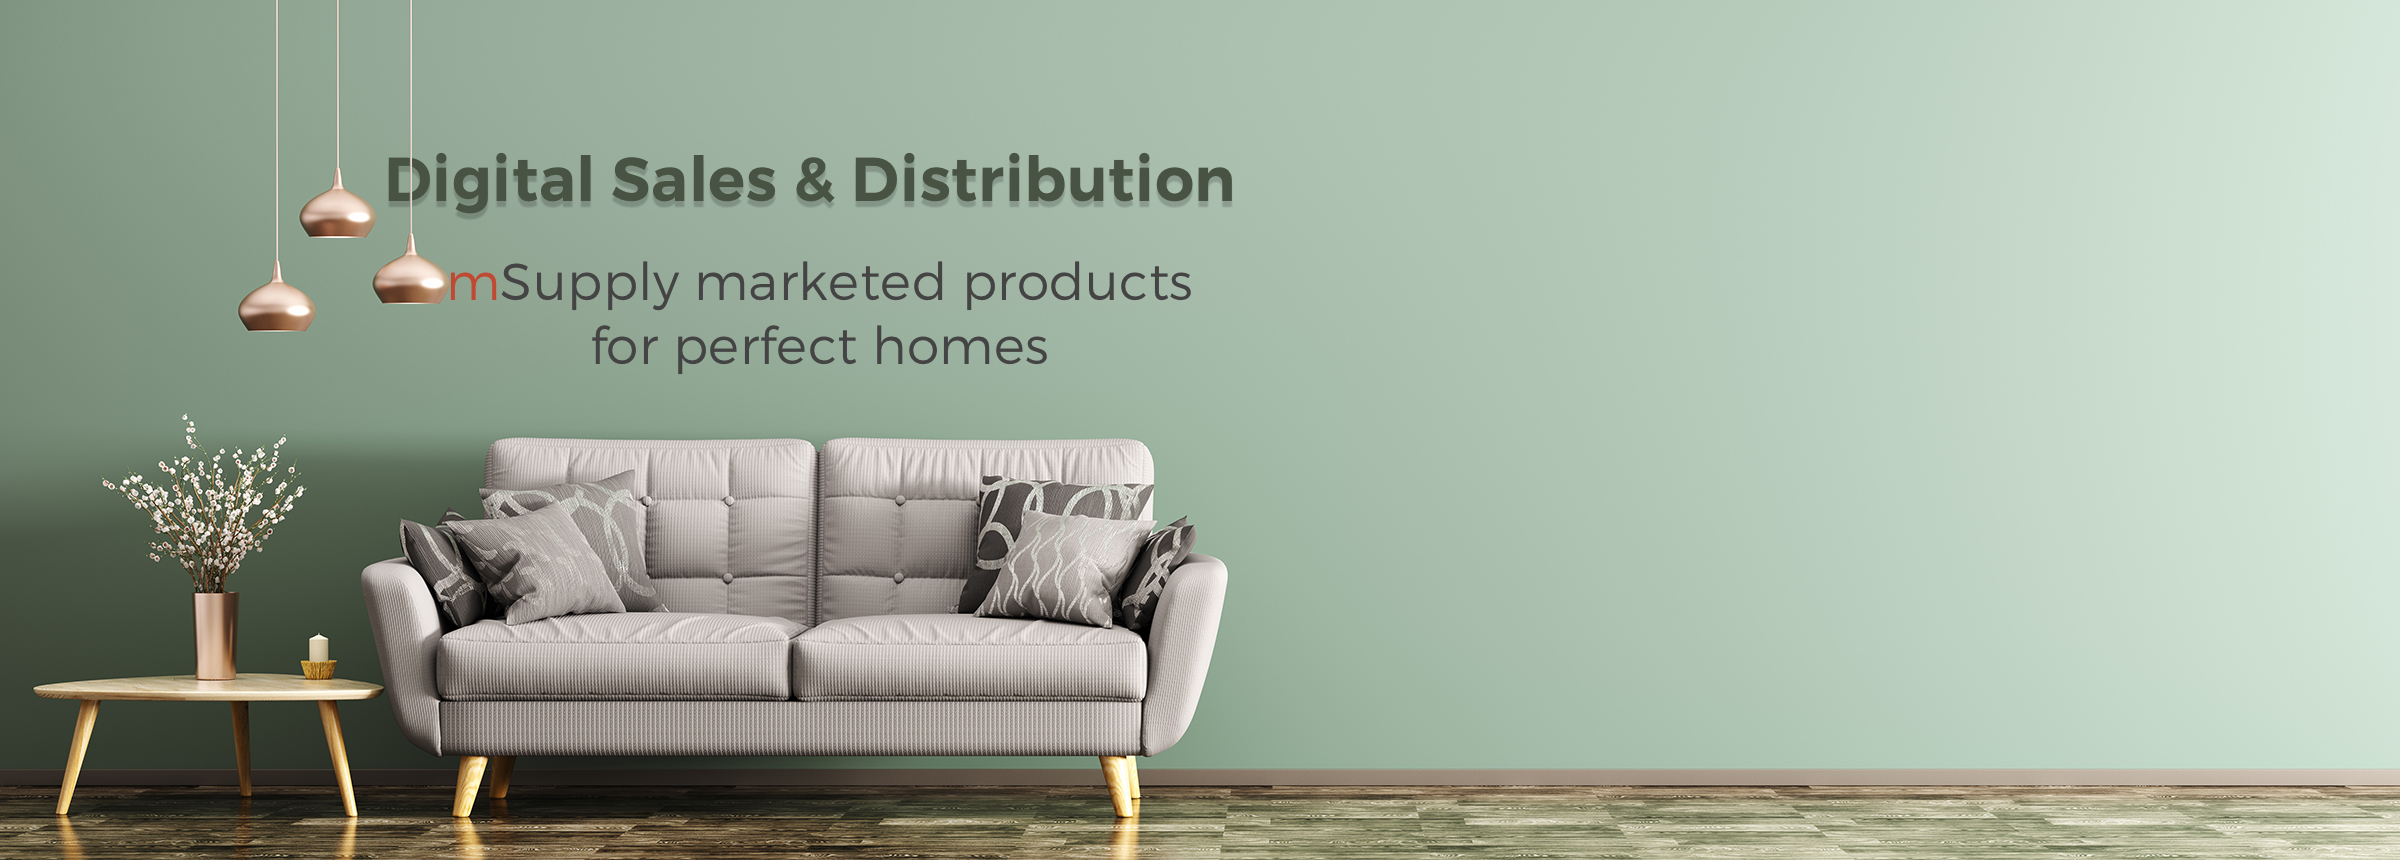 Digital Sales & Distribution
mSupply marketed products
for perfect homes